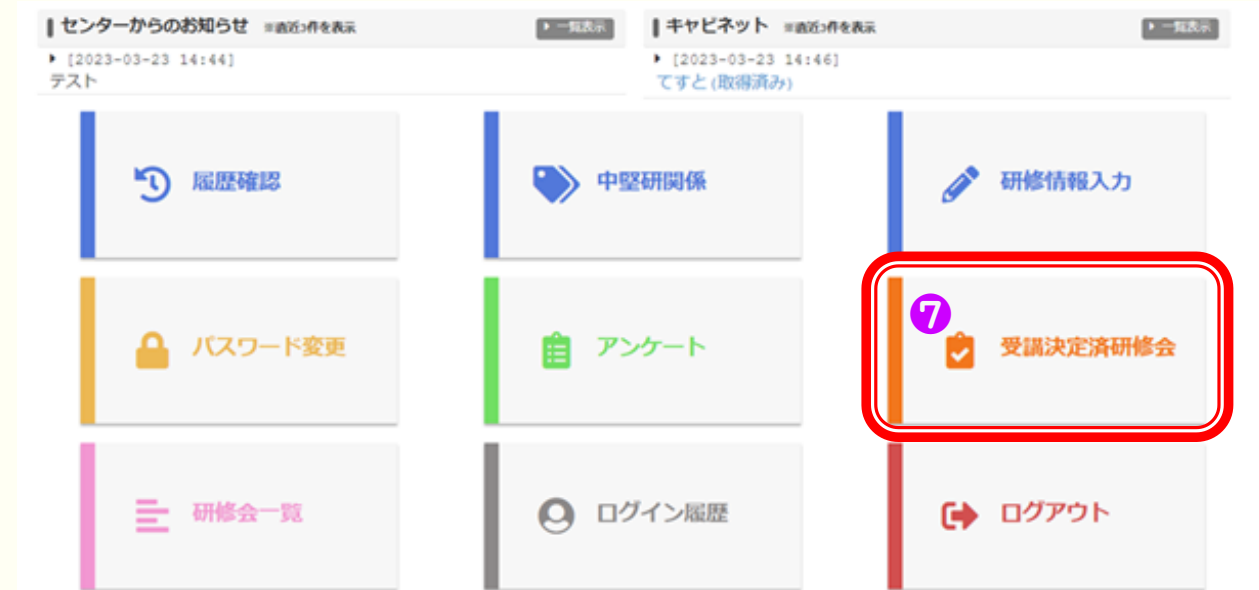 センターからのお知らせ ※直近3件を表示
一覧表示
[2023-03-23 14:44]
テスト
キャビネット ※直近3件を表示
一覧表示
[2023-03-23 14:46]
てすと(取得済み)
履歴確認
中堅研関係
研修情報入力
パスワード変更
アンケート
7
受講決定済研修会
研修会一覧
ログイン履歴
ログアウト